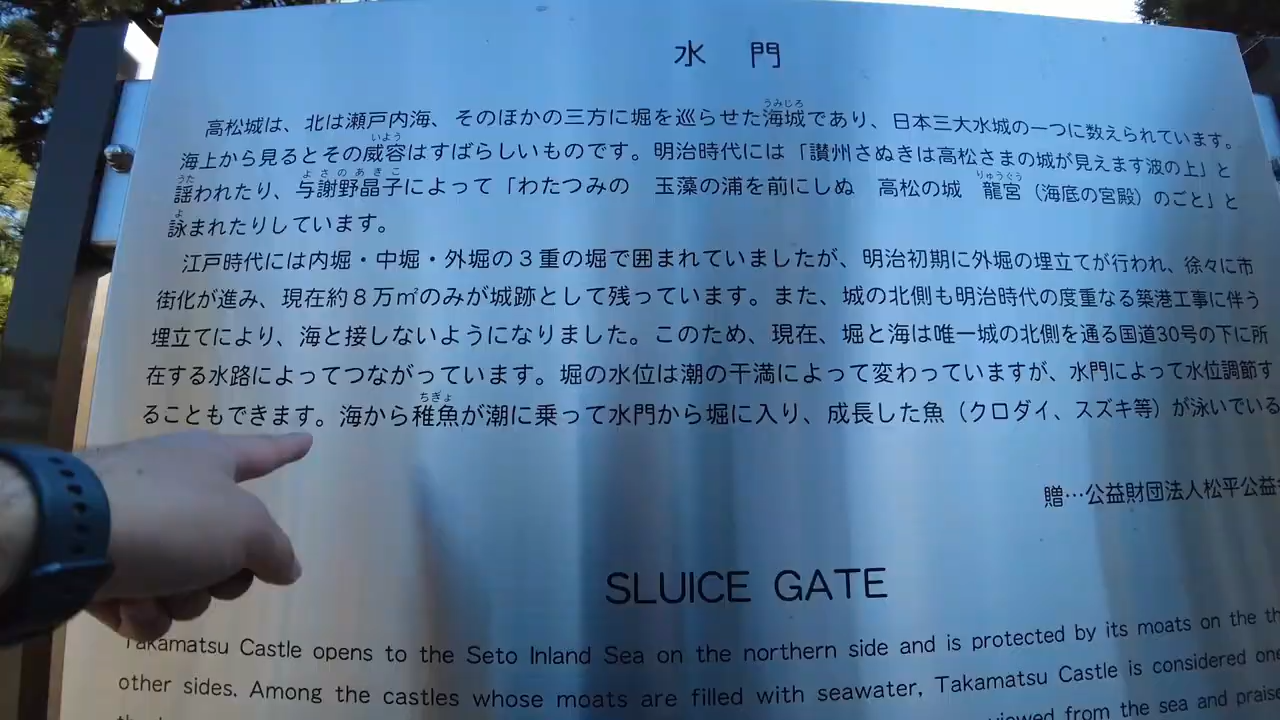 水 門
高松城は、北は瀬戸内海、そのほかの三方に堀を巡らせた海城であり、日本三大水城の一つに数えられています。
海上から見るとその威容はすばらしいものです。明治時代には「讃州さぬきは高松さまの城が見えます波の上」と
謡われたり、与謝野晶子によって「わたつみの 玉藻の浦を前にしぬ 高松の城 龍宮（海底の宮殿）のごと」と
詠まれたりしています。
江戸時代には内堀・中堀・外堀の３重の堀で囲まれていましたが、明治初期に外堀の埋立てが行われ、徐々に市
街化が進み、現在約８万㎡のみが城跡として残っています。また、城の北側も明治時代の度重なる築港工事に伴う
埋立てにより、海と接しないようになりました。このため、現在、堀と海は唯一城の北側を通る国道30号の下に所
在する水路によってつながっています。堀の水位は潮の干満によって変わっていますが、水門によって水位調節す
ることもできます。海から稚魚が潮に乗って水門から堀に入り、成長した魚（クロダイ、スズキ等）が泳いでいる
贈…公益財団法人松平公益
SLUICE GATE
Takamatsu Castle opens to the Seto Inland Sea on the northern side and is protected by its moats on the
other sides. Among the castles whose moats are filled with seawater, Takamatsu Castle is considered one
viewed from the sea and